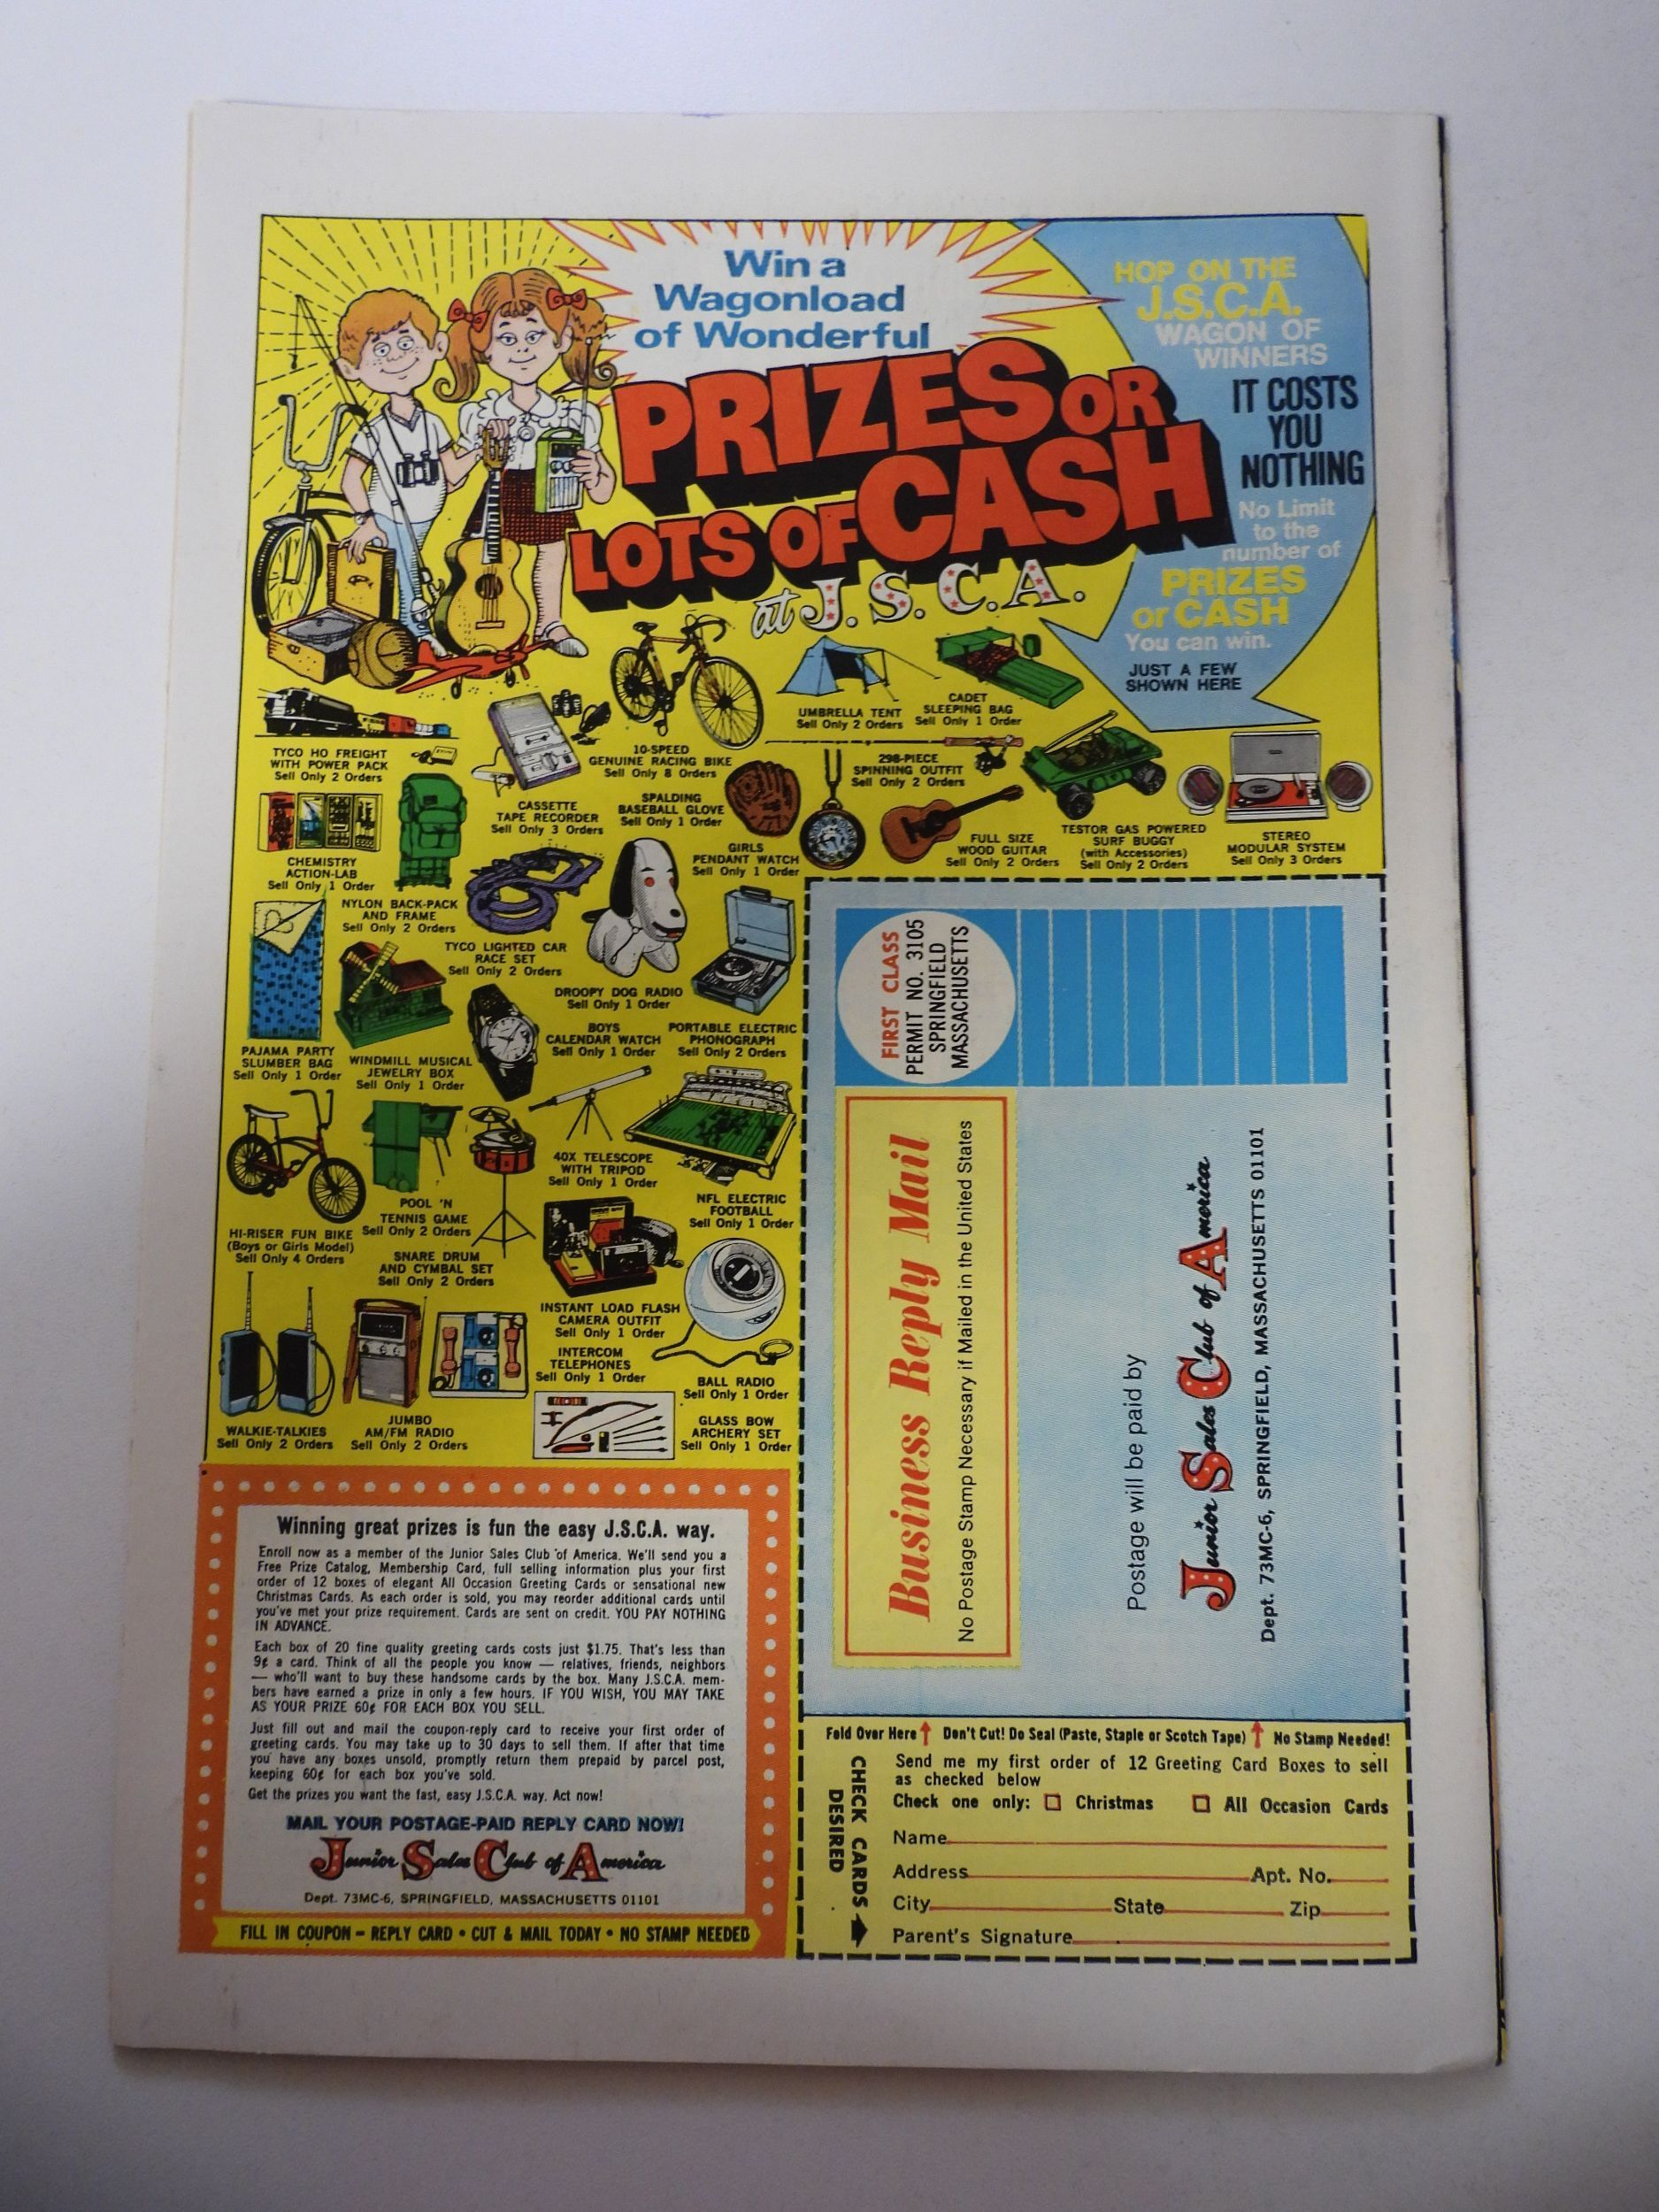 Win a
Wagonload
of Wonderful
PRIZES OR
LOTS OF CASH
at J.S.C.A.
HOP ON THE
J.S.C.A.
WAGON OF
WINNERS
IT COSTS
YOU
NOTHING
No Limit
to the
number of
PRIZES
or CASH
You can win.
JUST A FEW
SHOWN HERE
TYCO HO FREIGHT
WITH POWER PACK
Sell Only 2 Orders
CASSETTE
TAPE RECORDER
Sell Only 3 Orders
10-SPEED
GENUINE RACING BIKE
Sell Only 8 Orders
UMBRELLA TENT
Sell Only 2 Orders
CADET
SLEEPING BAG
Sell Only 1 Order
SPALDING
BASEBALL GLOVE
Sell Only 1 Order
298-PIECE
SPINNING OUTFIT
Sell Only 2 Orders
GIRLS
PENDANT WATCH
Sell Only 1 Order
FULL SIZE
WOOD GUITAR
Sell Only 2 Orders
TESTOR GAS POWERED
SURF BUGGY
(with Accessories)
Sell Only 2 Orders
STEREO
MODULAR SYSTEM
Sell Only 3 Orders
CHEMISTRY
ACTION-LAB
Sell Only 1 Order
NYLON BACK-PACK
AND FRAME
Sell Only 2 Orders
TYCO LIGHTED CAR
RACE SET
Sell Only 2 Orders
DROOPY DOG RADIO
Sell Only 1 Order
PAJAMA PARTY
SLUMBER BAG
Sell Only 1 Order
WINDMILL MUSICAL
JEWELRY BOX
Sell Only 1 Order
BOYS
CALENDAR WATCH
Sell Only 1 Order
PORTABLE ELECTRIC
PHONOGRAPH
Sell Only 2 Orders
HI-RISER FUN BIKE
(Boys or Girls Model)
Sell Only 4 Orders
POOL 'N
TENNIS GAME
Sell Only 2 Orders
SNARE DRUM
AND CYMBAL SET
Sell Only 2 Orders
40X TELESCOPE
WITH TRIPOD
Sell Only 1 Order
NFL ELECTRIC
FOOTBALL
Sell Only 1 Order
INSTANT LOAD FLASH
CAMERA OUTFIT
Sell Only 1 Order
INTERCOM
TELEPHONES
Sell Only 1 Order
BALL RADIO
Sell Only 1 Order
WALKIE-TALKIES
Sell Only 2 Orders
JUMBO
AM/FM RADIO
Sell Only 2 Orders
GLASS BOW
ARCHERY SET
Sell Only 1 Order
Winning great prizes is fun the easy J.S.C.A. way.
Enroll now as a member of the Junior Sales Club of America. We'll send you a
Free Prize Catalog, Membership Card, full selling information plus your first
order of 12 boxes of elegant All Occasion Greeting Cards or sensational new
Christmas Cards. As each order is sold, you may reorder additional cards until
you've met your prize requirement. Cards are sent on credit. YOU PAY NOTHING
IN ADVANCE.
Each box of 20 fine quality greeting cards costs just $1.75. That's less than
9¢ a card. Think of all the people you know — relatives, friends, neighbors
— who'll want to buy these handsome cards by the box. Many J.S.C.A. mem-
bers have earned a prize in only a few hours. IF YOU WISH, YOU MAY TAKE
AS YOUR PRIZE 60¢ FOR EACH BOX YOU SELL.
Just fill out and mail the coupon-reply card to receive your first order of
greeting cards. You may take up to 30 days to sell them. If after that time
you have any boxes unsold, promptly return them prepaid by parcel post,
keeping 60¢ for each box you've sold.
Get the prizes you want the fast, easy J.S.C.A. way. Act now!
MAIL YOUR POSTAGE-PAID REPLY CARD NOW!
Junior Sales Club of America
Dept. 73MC-6, SPRINGFIELD, MASSACHUSETTS 01101
FILL IN COUPON – REPLY CARD • CUT & MAIL TODAY • NO STAMP NEEDED
FIRST CLASS
PERMIT NO. 3105
SPRINGFIELD
MASSACHUSETTS
Business Reply Mail
No Postage Stamp Necessary if Mailed in the United States
Postage will be paid by
Junior Sales Club of America
Dept. 73MC-6, SPRINGFIELD, MASSACHUSETTS 01101
Fold Over Here ↑ Don't Cut! Do Seal (Paste, Staple or Scotch Tape) ↑ No Stamp Needed!
CHECK CARDS
DESIRED
Send me my first order of 12 Greeting Card Boxes to sell
as checked below
Check one only: □ Christmas □ All Occasion Cards
Name
Address Apt. No.
City State Zip
Parent's Signature